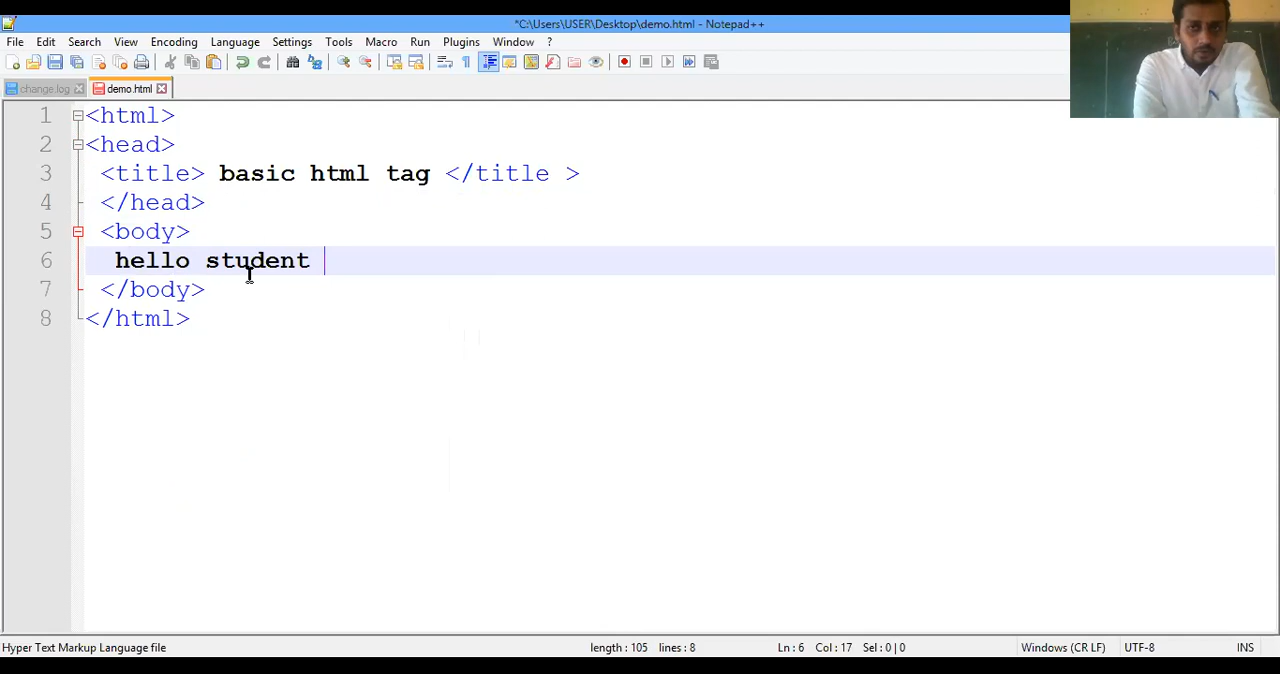 *C:\Users\USER\Desktop\demo.html - Notepad++
File Edit Search View Encoding Language Settings Tools Macro Run Plugins Window ?
change.log demo.html
1 <html>
2 <head>
3 <title> basic html tag </title >
4 </head>
5 <body>
6 hello student
7 </body>
8 </html>
Hyper Text Markup Language file length : 105 lines : 8 Ln : 6 Col : 17 Sel : 0 | 0 Windows (CR LF) UTF-8 INS